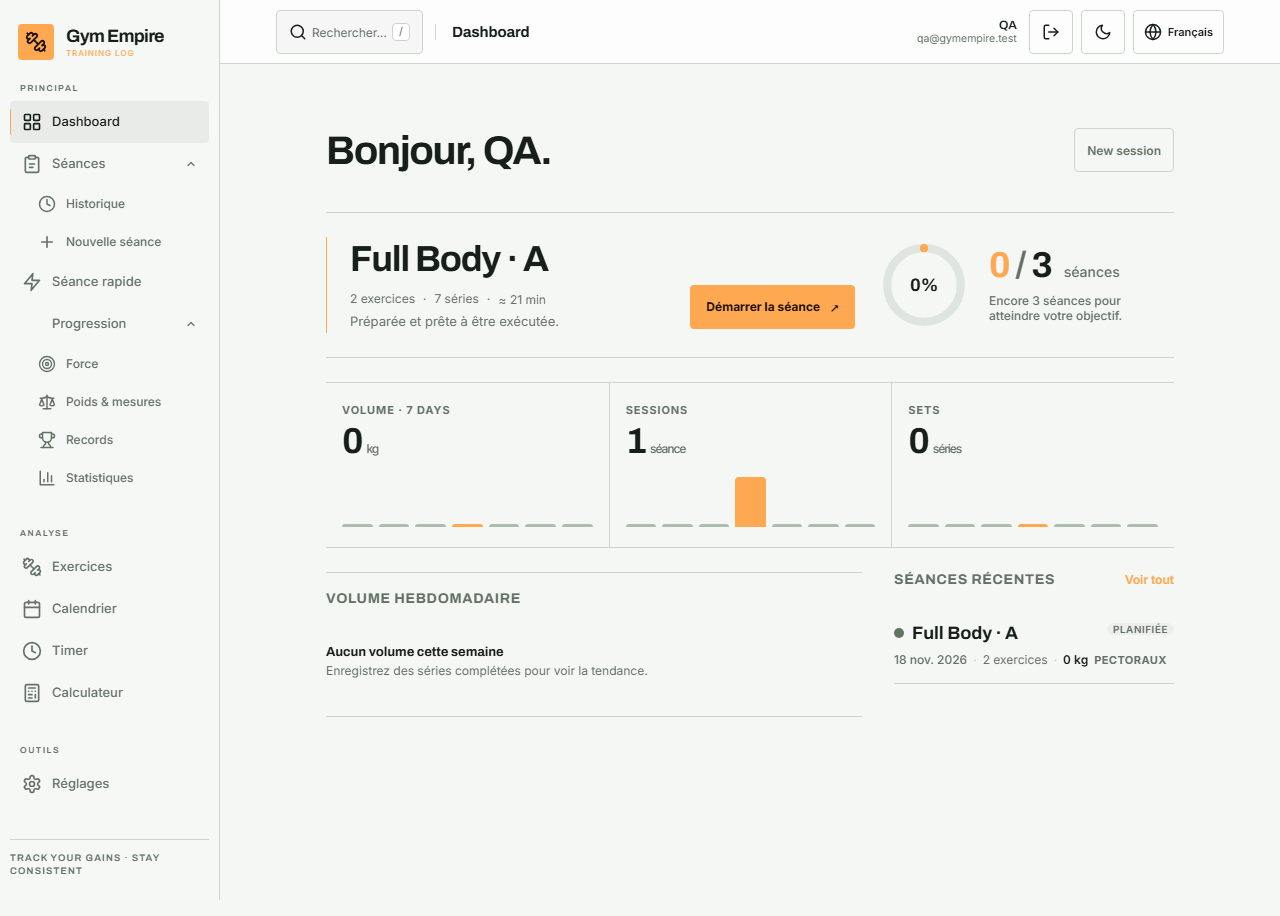 Gym Empire
TRAINING LOG
PRINCIPAL
Dashboard
Séances
Historique
Nouvelle séance
Séance rapide
Progression
Force
Poids & mesures
Records
Statistiques
ANALYSE
Exercices
Calendrier
Timer
Calculateur
OUTILS
Réglages
TRACK YOUR GAINS · STAY
CONSISTENT
Rechercher... /
Dashboard
QA
qa@gymempire.test
Français
Bonjour, QA.
New session
Full Body · A
2 exercices · 7 séries · ≈ 21 min
Préparée et prête à être exécutée.
Démarrer la séance ↗
0%
0 / 3 séances
Encore 3 séances pour
atteindre votre objectif.
VOLUME · 7 DAYS
0 kg
SESSIONS
1 séance
SETS
0 séries
VOLUME HEBDOMADAIRE
Aucun volume cette semaine
Enregistrez des séries complétées pour voir la tendance.
SÉANCES RÉCENTES
Voir tout
Full Body · A
PLANIFIÉE
18 nov. 2026 · 2 exercices · 0 kg PECTORAUX